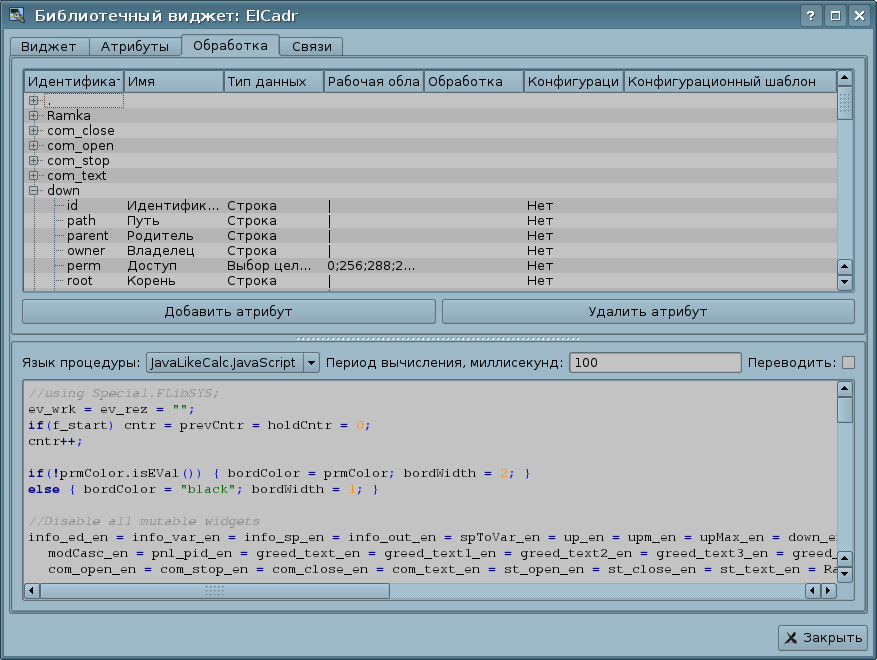 Библиотечный виджет: ElCadr
Виджет Атрибуты Обработка Связи
Идентификат Имя Тип данных Рабочая обла Обработка Конфигураци Конфигурационный шаблон
.
Ramka
com_close
com_open
com_stop
com_text
down
id Идентифик... Строка | Нет
path Путь Строка | Нет
parent Родитель Строка | Нет
owner Владелец Строка | Нет
perm Доступ Выбор цел... 0;256;288;2... Нет
root Корень Строка | Нет
Добавить атрибут Удалить атрибут
Язык процедуры: JavaLikeCalc.JavaScript Период вычисления, миллисекунд: 100 Переводить:
//using Special.FLibSYS;
ev_wrk = ev_rez = "";
if(f_start) cntr = prevCntr = holdCntr = 0;
cntr++;
if(!prmColor.isEVal()) { bordColor = prmColor; bordWidth = 2; }
else { bordColor = "black"; bordWidth = 1; }
//Disable all mutable widgets
info_ed_en = info_var_en = info_sp_en = info_out_en = spToVar_en = up_en = upm_en = upMax_en = down_e
modCasc_en = pnl_pid_en = greed_text_en = greed_text1_en = greed_text2_en = greed_text3_en = greed_
com_open_en = com_stop_en = com_close_en = com_text_en = st_open_en = st_close_en = st_text_en = Ra
Закрыть